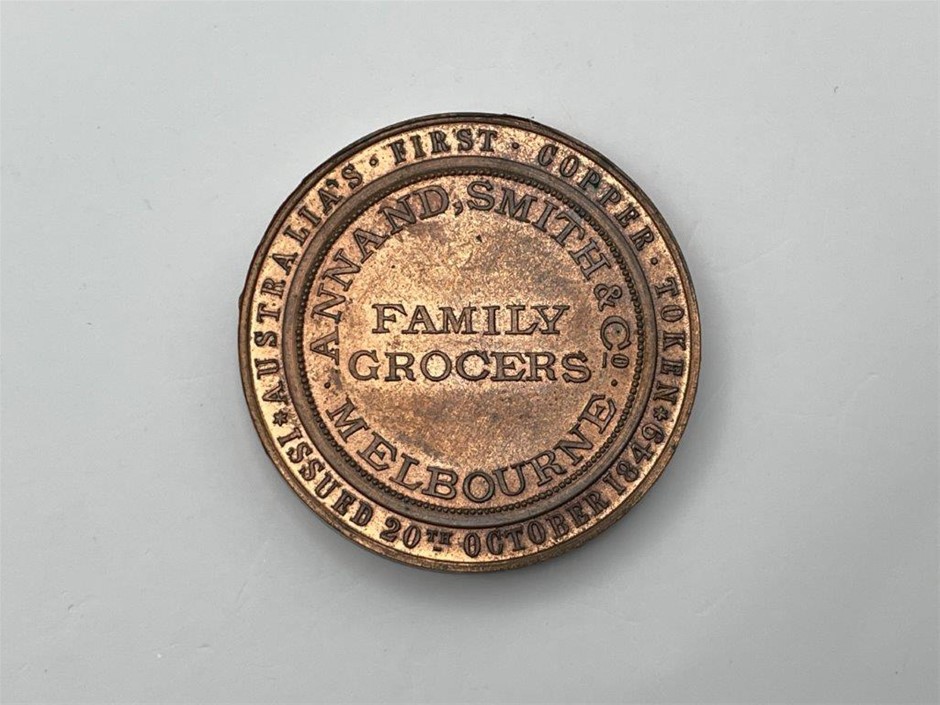 AUSTRALIA'S · FIRST · COPPER · TOKEN
* ISSUED 20TH OCTOBER 1849 *
ANNAND, SMITH & Co
· MELBOURNE ·
FAMILY
GROCERS